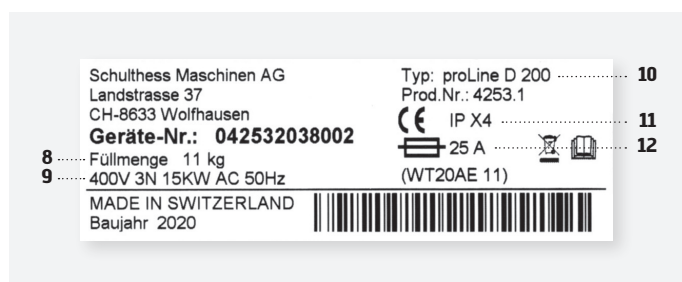 Schulthess Maschinen AG
Landstrasse 37
CH-8633 Wolfhausen
Geräte-Nr.: 042532038002
8 Füllmenge 11 kg
9 400V 3N 15KW AC 50Hz
MADE IN SWITZERLAND
Baujahr 2020
Typ: proLine D 200 10
Prod.Nr.: 4253.1
CE IP X4 11
25 A 12
(WT20AE 11)